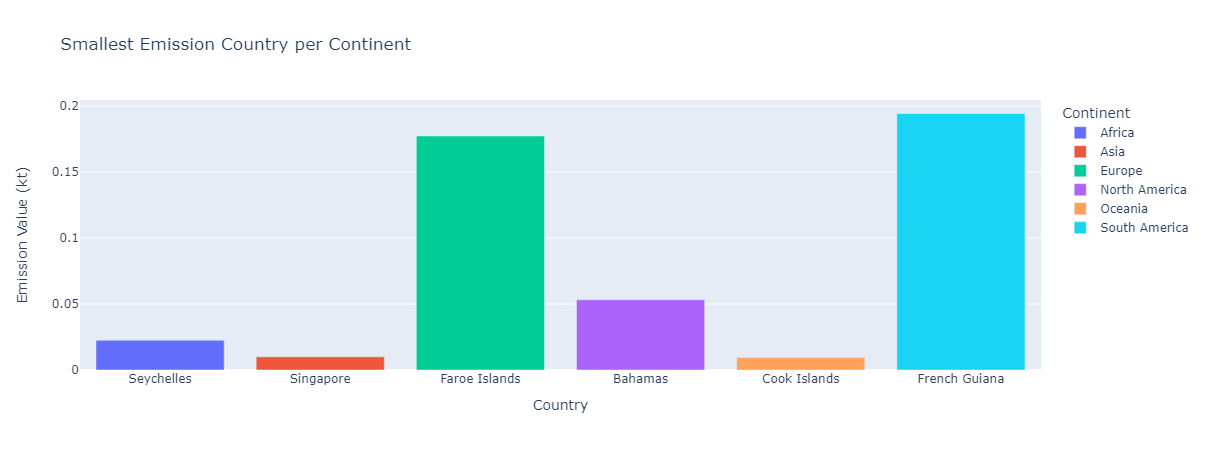 Smallest Emission Country per Continent
Emission Value (kt)
0.2
0.15
0.1
0.05
0
Seychelles
Singapore
Faroe Islands
Bahamas
Cook Islands
French Guiana
Country
Continent
Africa
Asia
Europe
North America
Oceania
South America